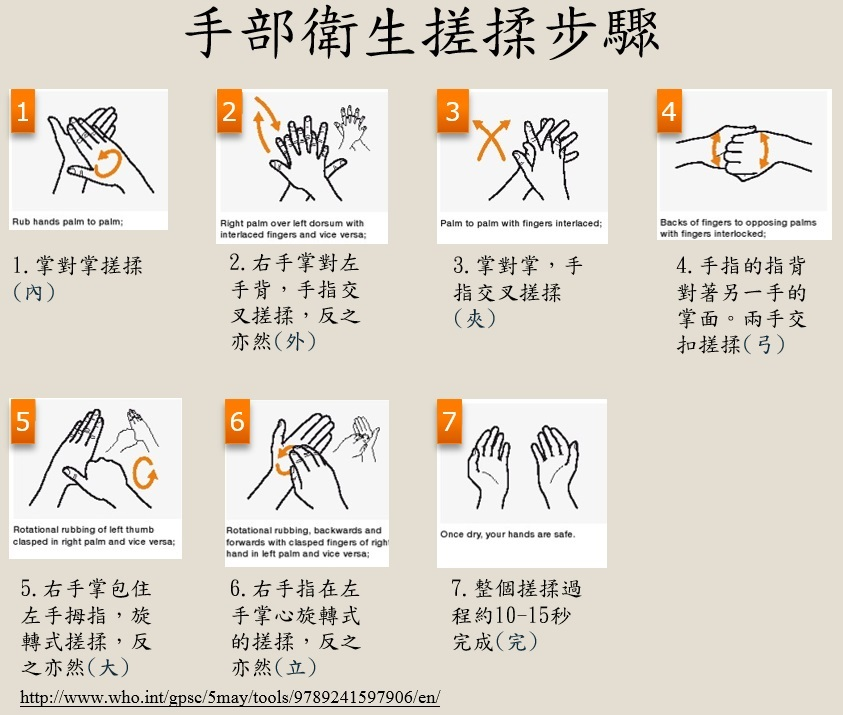 手部衛生搓揉步驟
1
Rub hands palm to palm;
1.掌對掌搓揉
(內)
2
Right palm over left dorsum with
interlaced fingers and vice versa;
2.右手掌對左
手背，手指交
叉搓揉，反之
亦然(外)
3
Palm to palm with fingers interlaced;
3.掌對掌，手
指交叉搓揉
(夾)
4
Backs of fingers to opposing palms
with fingers interlocked;
4.手指的指背
對著另一手的
掌面。兩手交
扣搓揉(弓)
5
Rotational rubbing of left thumb
clasped in right palm and vice versa;
5.右手掌包住
左手拇指，旋
轉式搓揉，反
之亦然(大)
6
Rotational rubbing, backwards and
forwards with clasped fingers of right
hand in left palm and vice versa;
6.右手指在左
手掌心旋轉式
的搓揉，反之
亦然(立)
7
Once dry, your hands are safe.
7.整個搓揉過
程約10-15秒
完成(完)
http://www.who.int/gpsc/5may/tools/9789241597906/en/